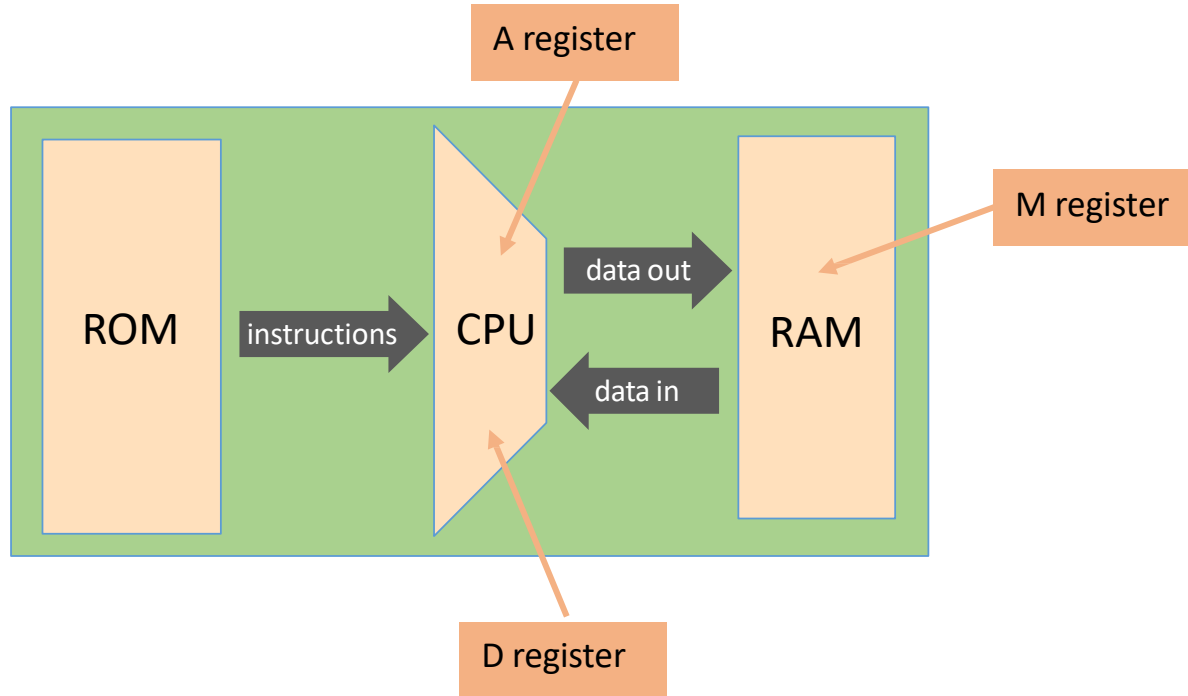 A register
M register
data out
ROM
instructions
CPU
RAM
data in
D register